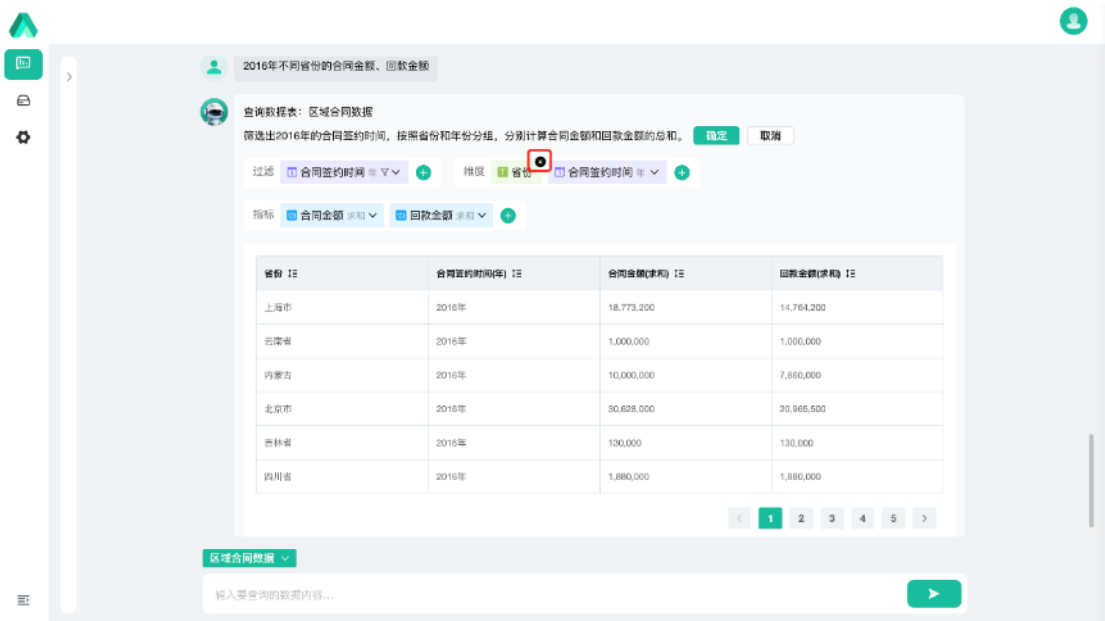 2016年不同省份的合同金额、回款金额
查询数据表：区域合同数据
筛选出2016年的合同签约时间，按照省份和年份分组，分别计算合同金额和回款金额的总和。 确定 取消
过滤 合同签约时间 年 维度 T 省份 合同签约时间 年
指标 合同金额 求和 回款金额 求和
省份 合同签约时间(年) 合同金额(求和) 回款金额(求和)
上海市 2016年 18,773,200 14,764,200
云南省 2016年 1,000,000 1,000,000
内蒙古 2016年 10,000,000 7,860,000
北京市 2016年 30,628,000 20,965,500
吉林省 2016年 130,000 130,000
四川省 2016年 1,880,000 1,880,000
1 2 3 4 5
区域合同数据
输入要查询的数据内容...